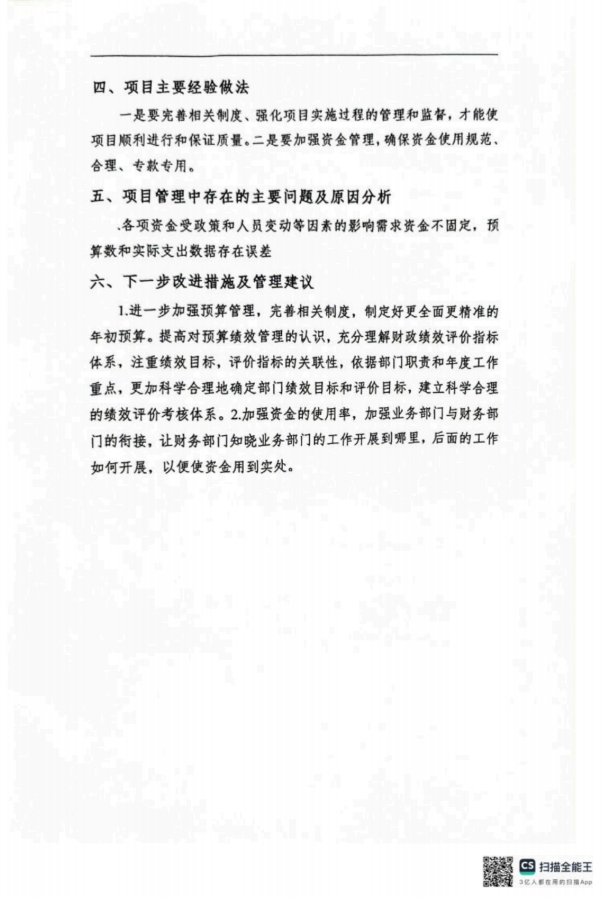 四、项目主要经验做法
一是要完善相关制度、强化项目实施过程的管理和监督，才能使
项目顺利进行和保证质量。二是要加强资金管理，确保资金使用规范、
合理、专款专用。
五、项目管理中存在的主要问题及原因分析
.各项资金受政策和人员变动等因素的影响需求资金不固定，预
算数和实际支出数据存在误差
六、下一步改进措施及管理建议
1.进一步加强预算管理，完善相关制度，制定好更全面更精准的
年初预算。提高对预算绩效管理的认识，充分理解财政绩效评价指标
体系，注重绩效目标，评价指标的关联性，依据部门职责和年度工作
重点，更加科学合理地确定部门绩效目标和评价目标，建立科学合理
的绩效评价考核体系。2.加强资金的使用率，加强业务部门与财务部
门的衔接，让财务部门知晓业务部门的工作开展到哪里，后面的工作
如何开展，以便使资金用到实处。
CS 扫描全能王
3亿人都在用的扫描App